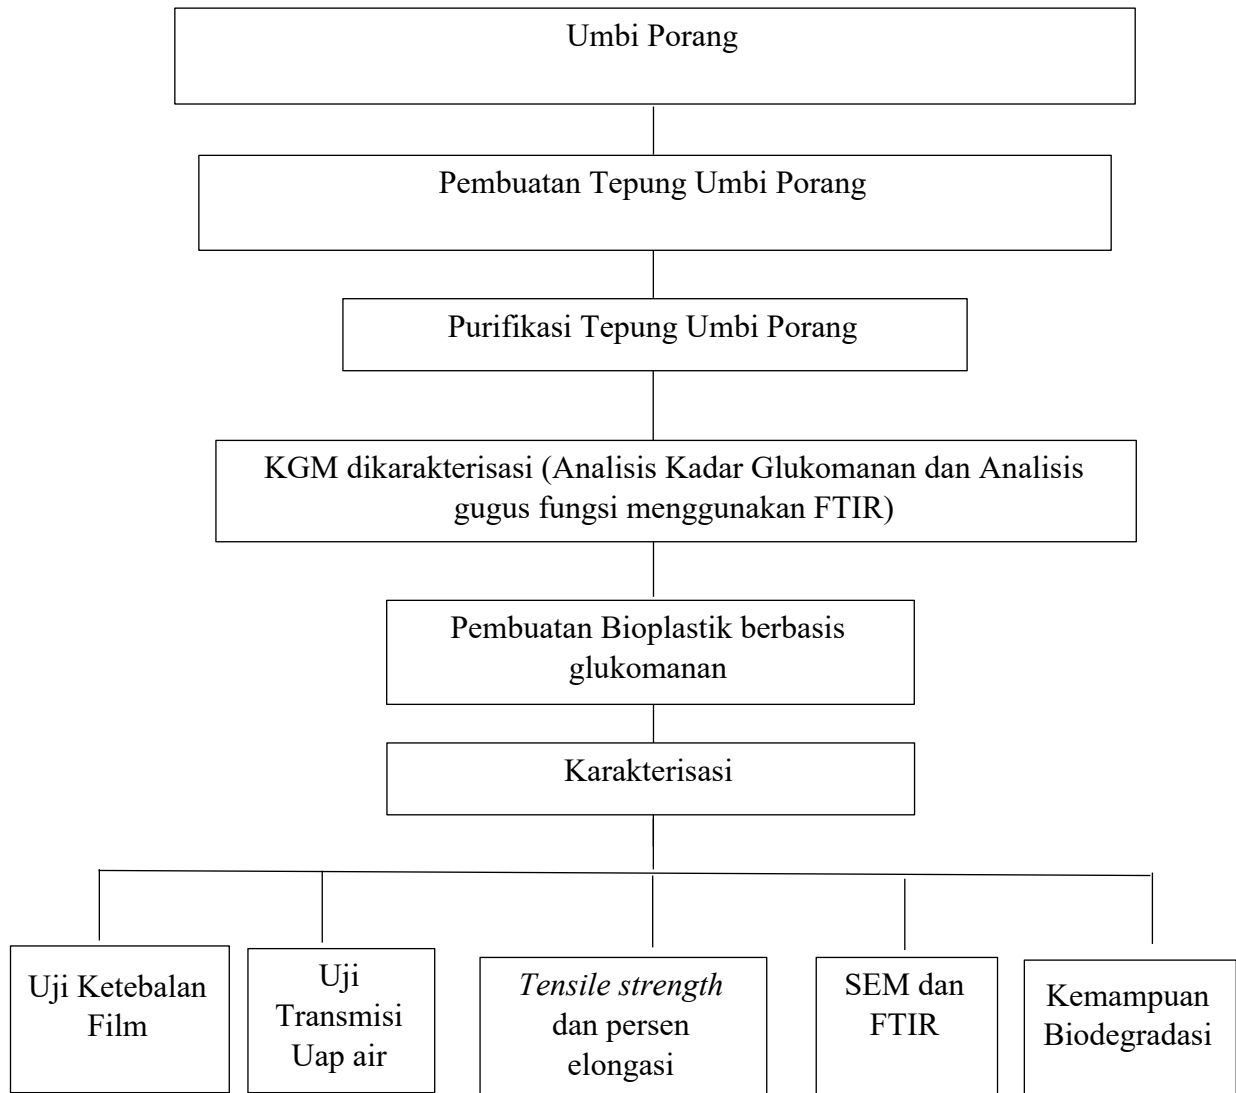 Umbi Porang
Pembuatan Tepung Umbi Porang
Purifikasi Tepung Umbi Porang
KGM dikarakterisasi (Analisis Kadar Glukomanan dan Analisis
gugus fungsi menggunakan FTIR)
Pembuatan Bioplastik berbasis
glukomanan
Karakterisasi
Uji Ketebalan
Film
Uji
Transmisi
Uap air
Tensile strength
dan persen
elongasi
SEM dan
FTIR
Kemampuan
Biodegradasi